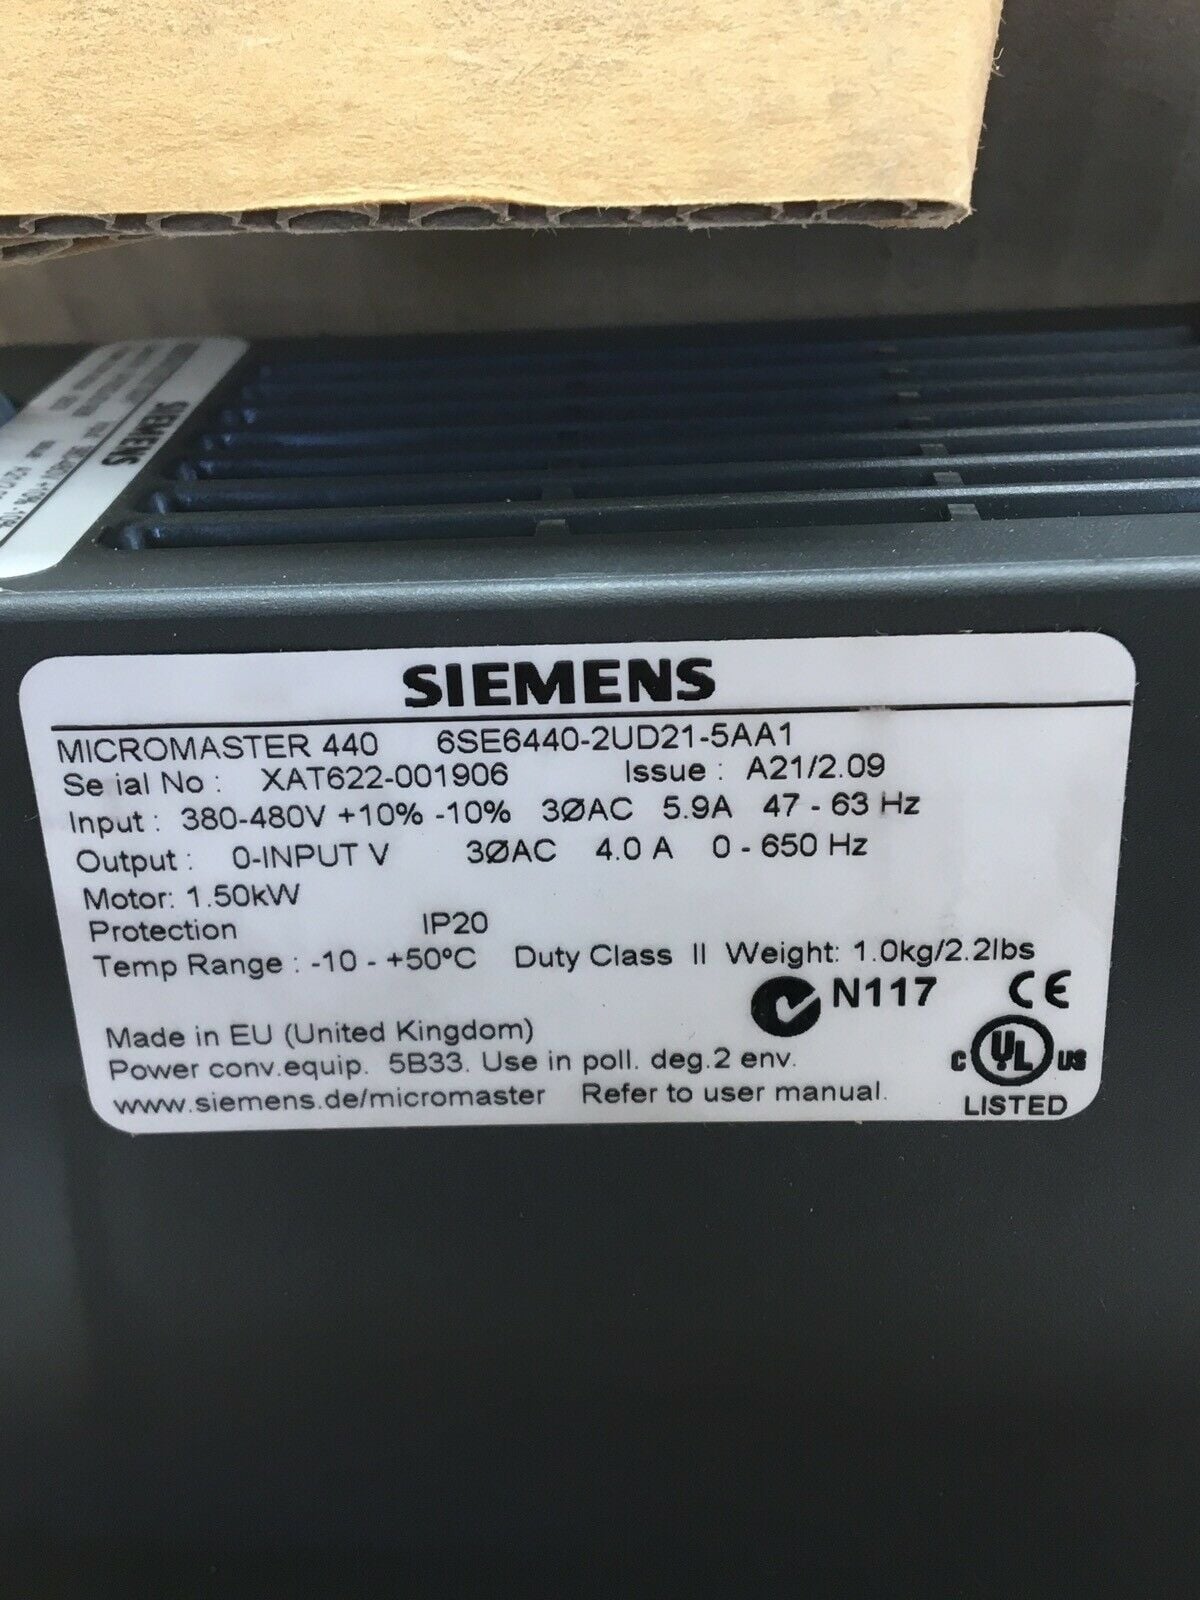 SIEMENS
SIEMENS
MICROMASTER 440 6SE6440-2UD21-5AA1
Se ial No : XAT622-001906 Issue : A21/2.09
Input : 380-480V +10% -10% 3ØAC 5.9A 47 - 63 Hz
Output : 0-INPUT V 3ØAC 4.0 A 0 - 650 Hz
Motor: 1.50kW
Protection IP20
Temp Range : -10 - +50°C Duty Class II Weight: 1.0kg/2.2lbs
N117 CE
Made in EU (United Kingdom)
Power conv.equip. 5B33. Use in poll. deg.2 env.
C UL US
www.siemens.de/micromaster Refer to user manual.
LISTED